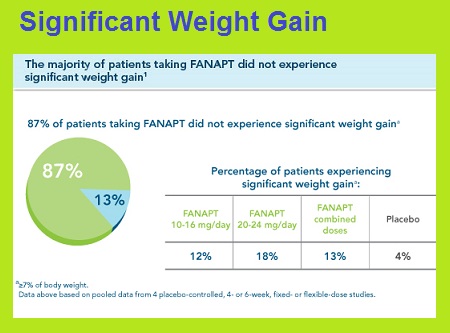 Significant Weight Gain
The majority of patients taking FANAPT did not experience
significant weight gain¹
87% of patients taking FANAPT did not experience significant weight gainᵃ
87%
13%
Percentage of patients experiencing
significant weight gainᵃ:
FANAPT
10-16 mg/day
FANAPT
20-24 mg/day
FANAPT
combined
doses
Placebo
12% 18% 13% 4%
ᵃ≥7% of body weight.
Data above based on pooled data from 4 placebo-controlled, 4- or 6-week, fixed- or flexible-dose studies.